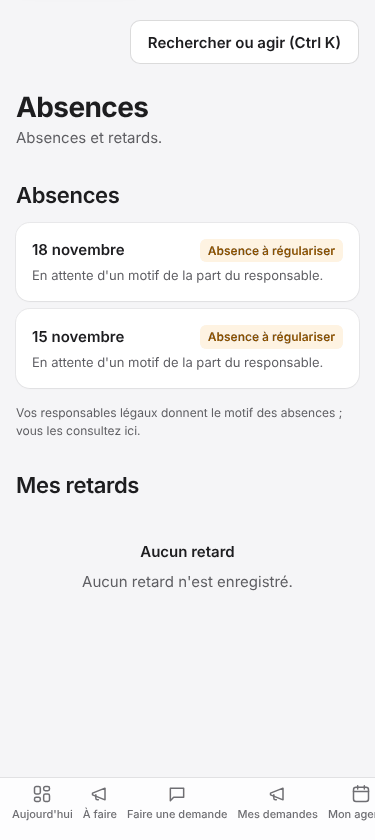 Rechercher ou agir (Ctrl K)
Absences
Absences et retards.
Absences
18 novembre
Absence à régulariser
En attente d'un motif de la part du responsable.
15 novembre
Absence à régulariser
En attente d'un motif de la part du responsable.
Vos responsables légaux donnent le motif des absences ;
vous les consultez ici.
Mes retards
Aucun retard
Aucun retard n'est enregistré.
Aujourd'hui
À faire
Faire une demande
Mes demandes
Mon